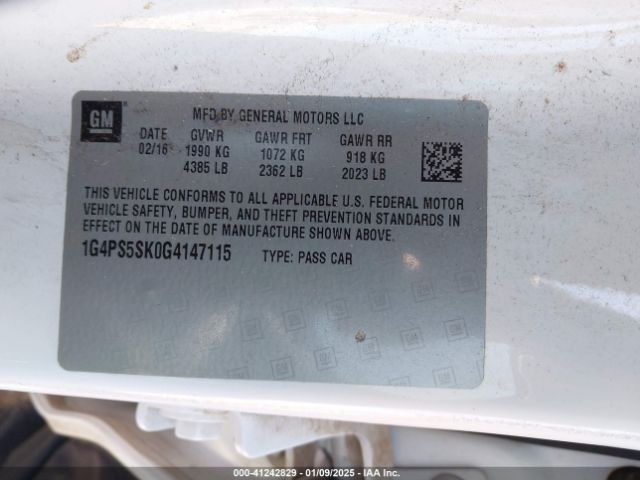 GM
MFD BY GENERAL MOTORS LLC
DATE GVWR GAWR FRT GAWR RR
02/16 1990 KG 1072 KG 918 KG
4385 LB 2362 LB 2023 LB
THIS VEHICLE CONFORMS TO ALL APPLICABLE U.S. FEDERAL MOTOR
VEHICLE SAFETY, BUMPER, AND THEFT PREVENTION STANDARDS IN
EFFECT ON THE DATE OF MANUFACTURE SHOWN ABOVE.
1G4PS5SK0G4147115 TYPE: PASS CAR
000-41242829 - 01/09/2025 - IAA Inc.